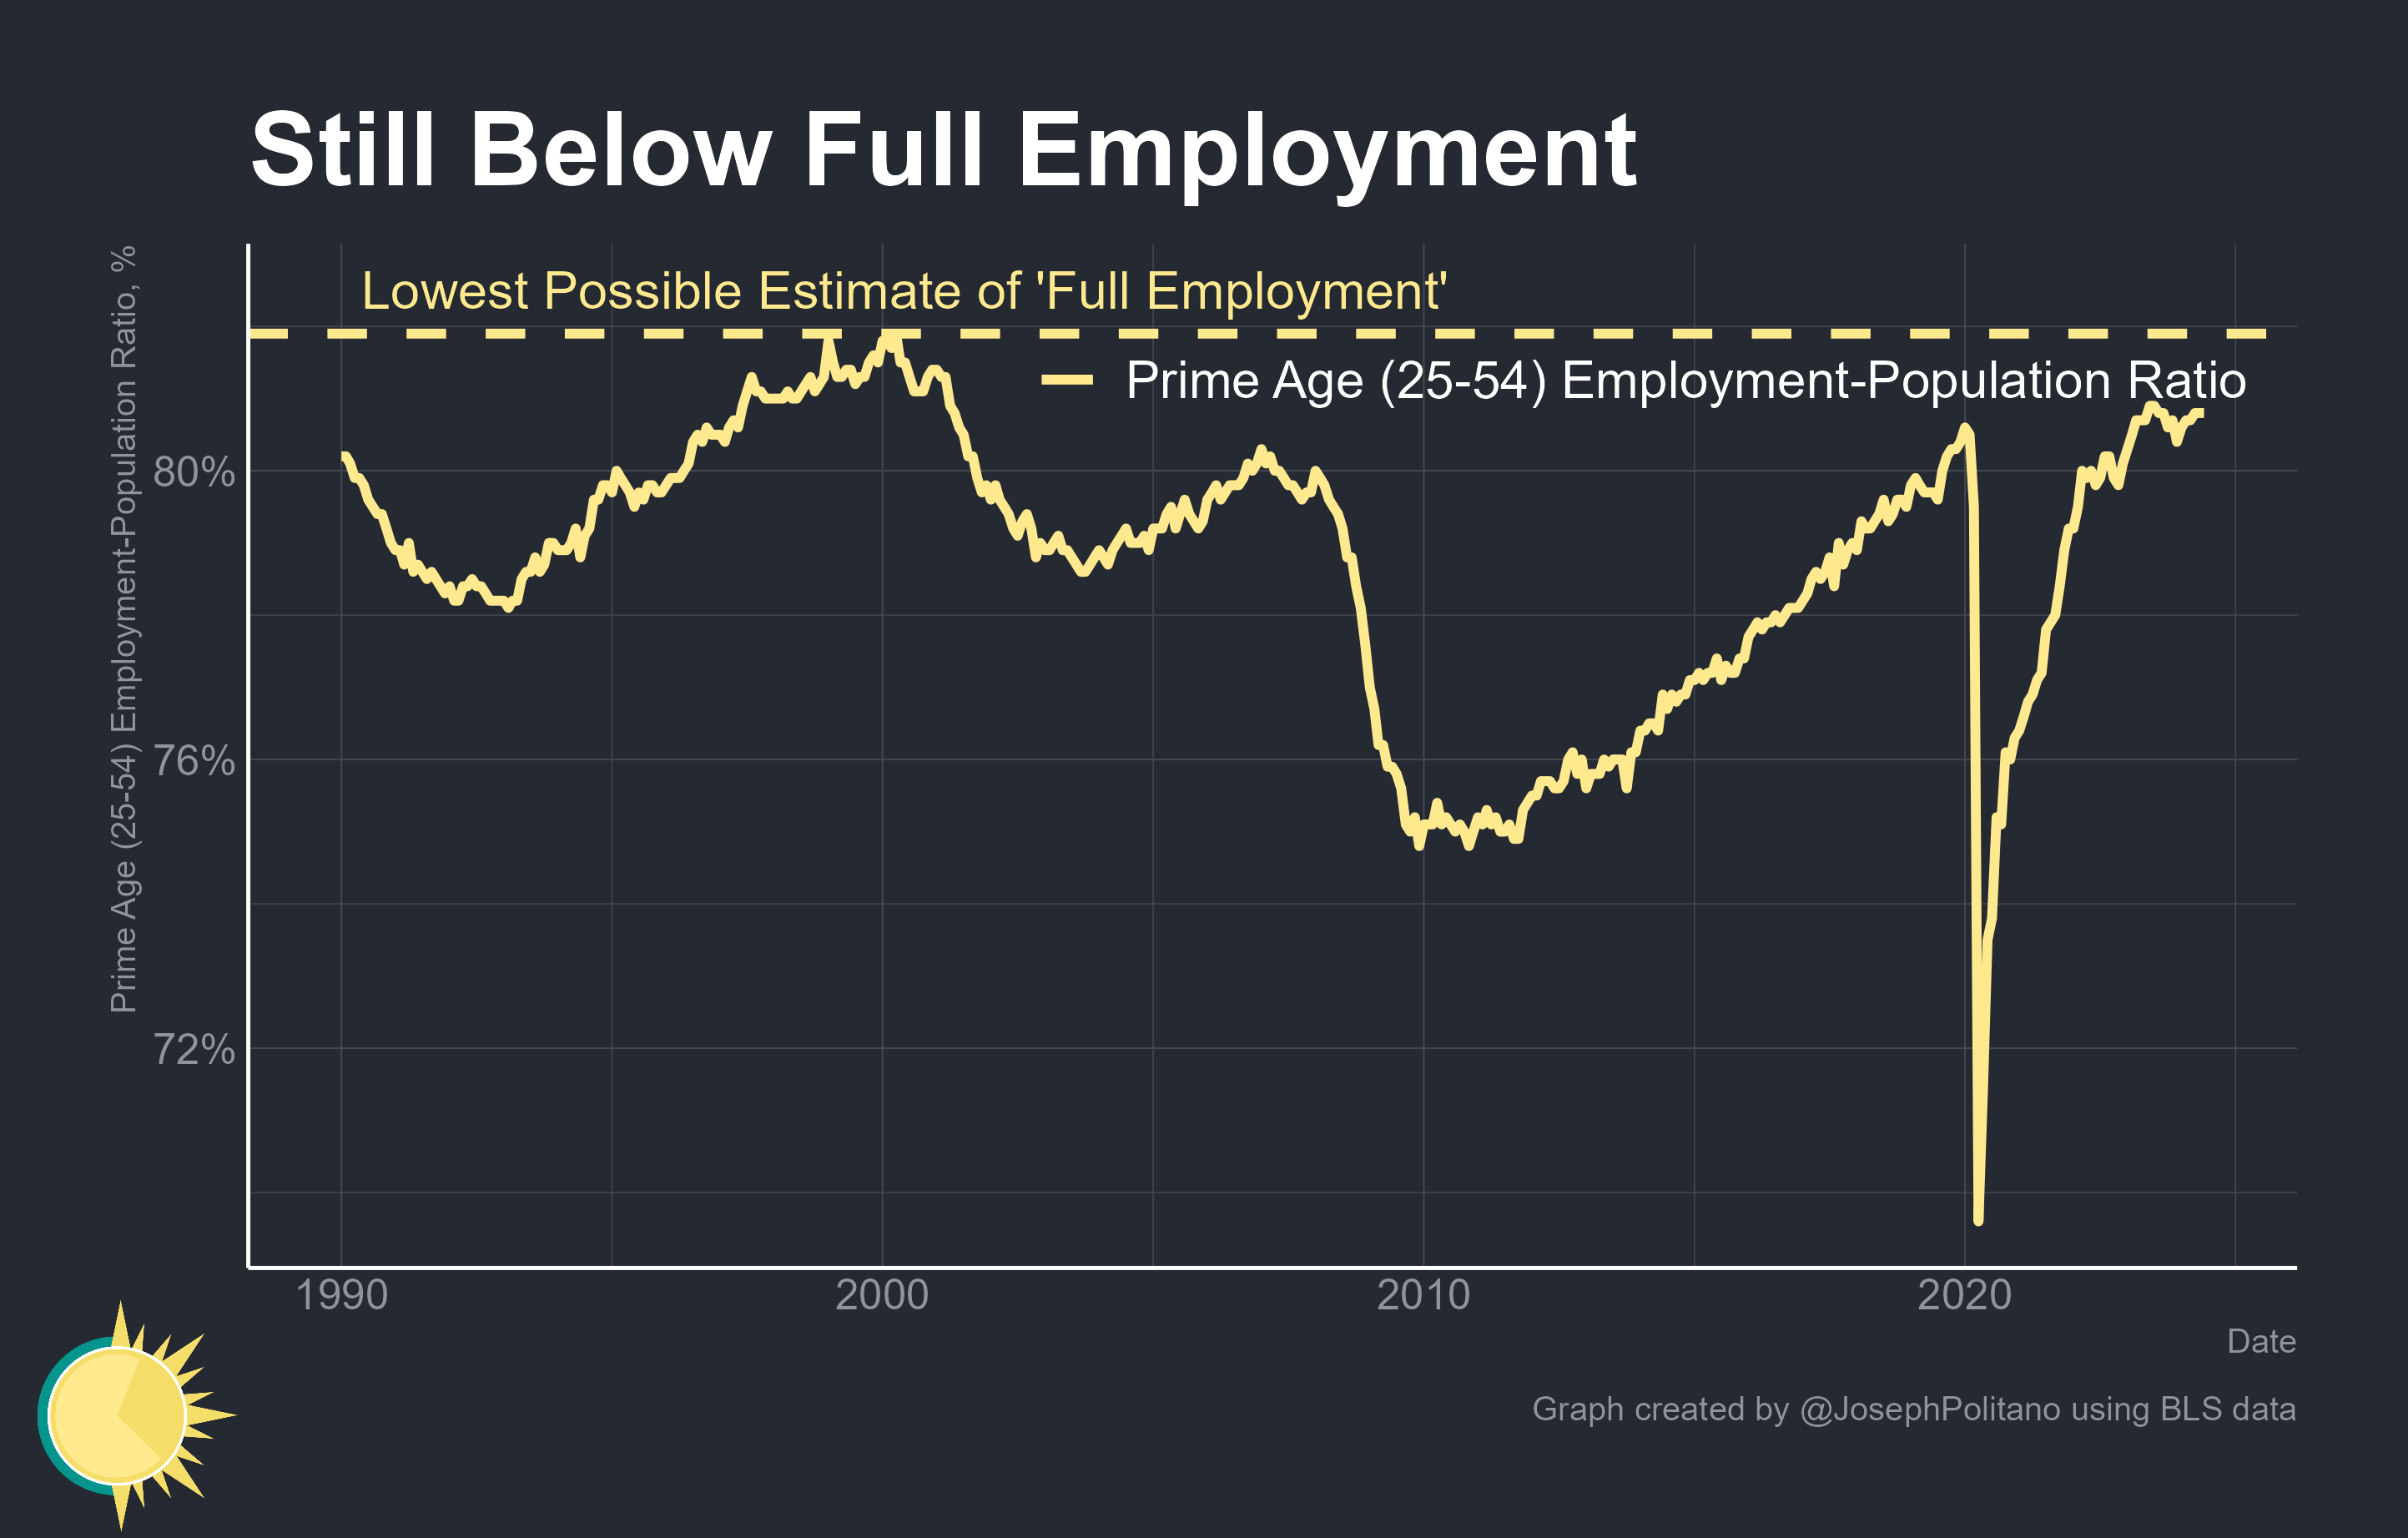 Still Below Full Employment
Lowest Possible Estimate of 'Full Employment'
Prime Age (25-54) Employment-Population Ratio
Prime Age (25-54) Employment-Population Ratio, %
80%
76%
72%
1990
2000
2010
2020
Date
Graph created by @JosephPolitano using BLS data